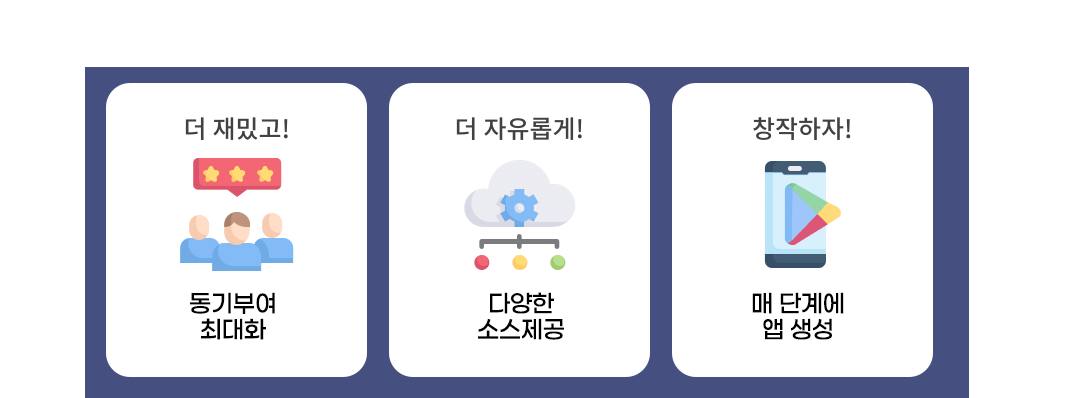 더 재밌고!
동기부여
최대화
더 자유롭게!
다양한
소스제공
창작하자!
매 단계에
앱 생성